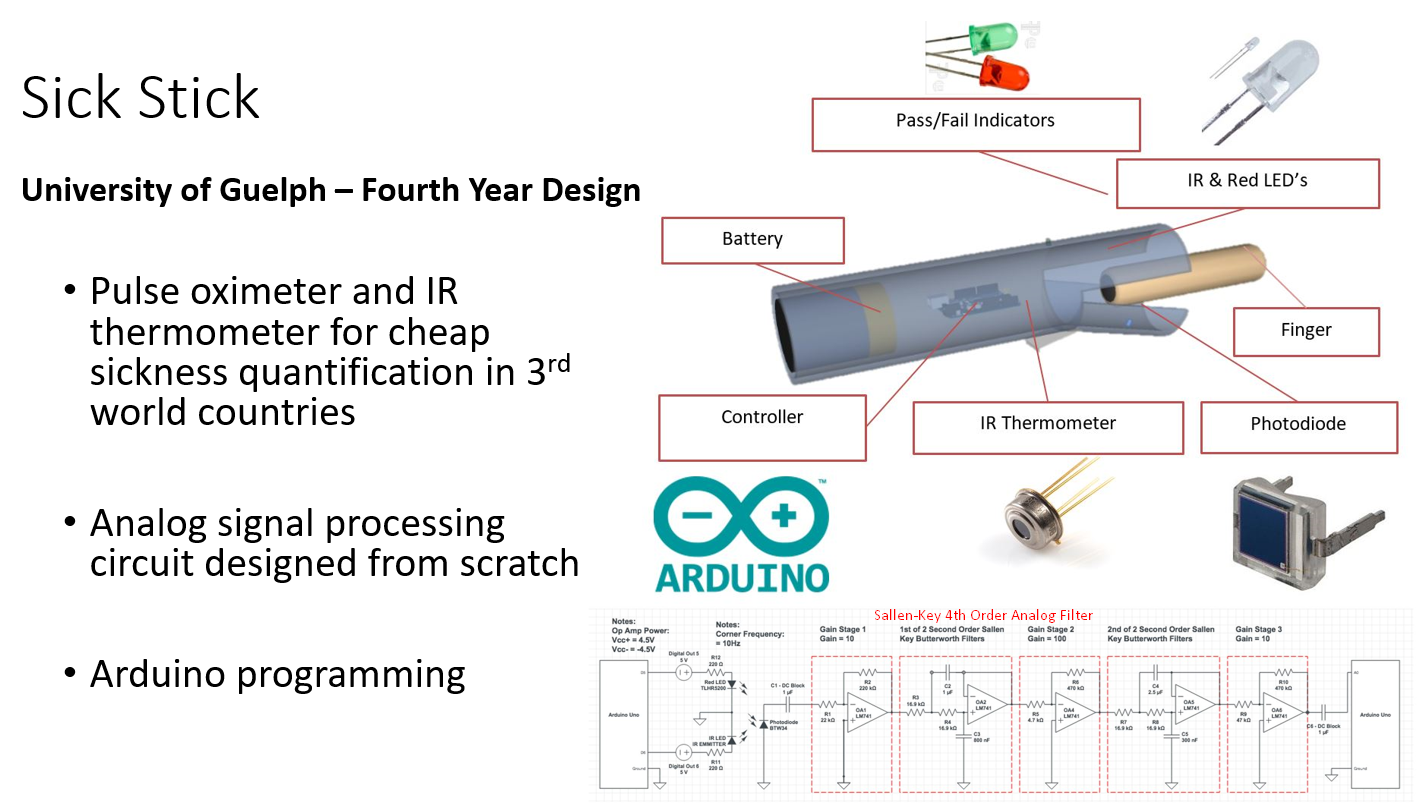 Sick Stick
University of Guelph – Fourth Year Design
• Pulse oximeter and IR
thermometer for cheap
sickness quantification in 3rd
world countries
• Analog signal processing
circuit designed from scratch
• Arduino programming
Pass/Fail Indicators
IR & Red LED's
Battery
Finger
Controller
IR Thermometer
Photodiode
ARDUINO
TM
Sallen-Key 4th Order Analog Filter
Notes:
Op Amp Power:
Vcc+ = 4.5V
Vcc- = -4.5V
Notes:
Corner Frequency:
= 10Hz
Gain Stage 1
Gain = 10
1st of 2 Second Order Sallen
Key Butterworth Filters
Gain Stage 2
Gain = 100
2nd of 2 Second Order Sallen
Key Butterworth Filters
Gain Stage 3
Gain = 10
Arduino Uno
Ground
Digital Out 5
5 V
R12
220 Ω
Red LED
TLHR5200
IR LED
IR EMMITTER
Digital Out 6
5 V
R11
220 Ω
Photodiode
BTW34
C1 - DC Block
1 µF
R1
22 kΩ
R2
220 kΩ
OA1
LM741
R3
16.9 kΩ
C2
1 µF
R4
16.9 kΩ
OA2
LM741
C3
800 nF
R5
4.7 kΩ
R6
470 kΩ
OA4
LM741
R7
16.9 kΩ
C4
2.5 µF
R8
16.9 kΩ
OA5
LM741
C5
300 nF
R9
47 kΩ
R10
470 kΩ
OA6
LM741
C6 - DC Block
1 µF
A0
Arduino Uno
Ground